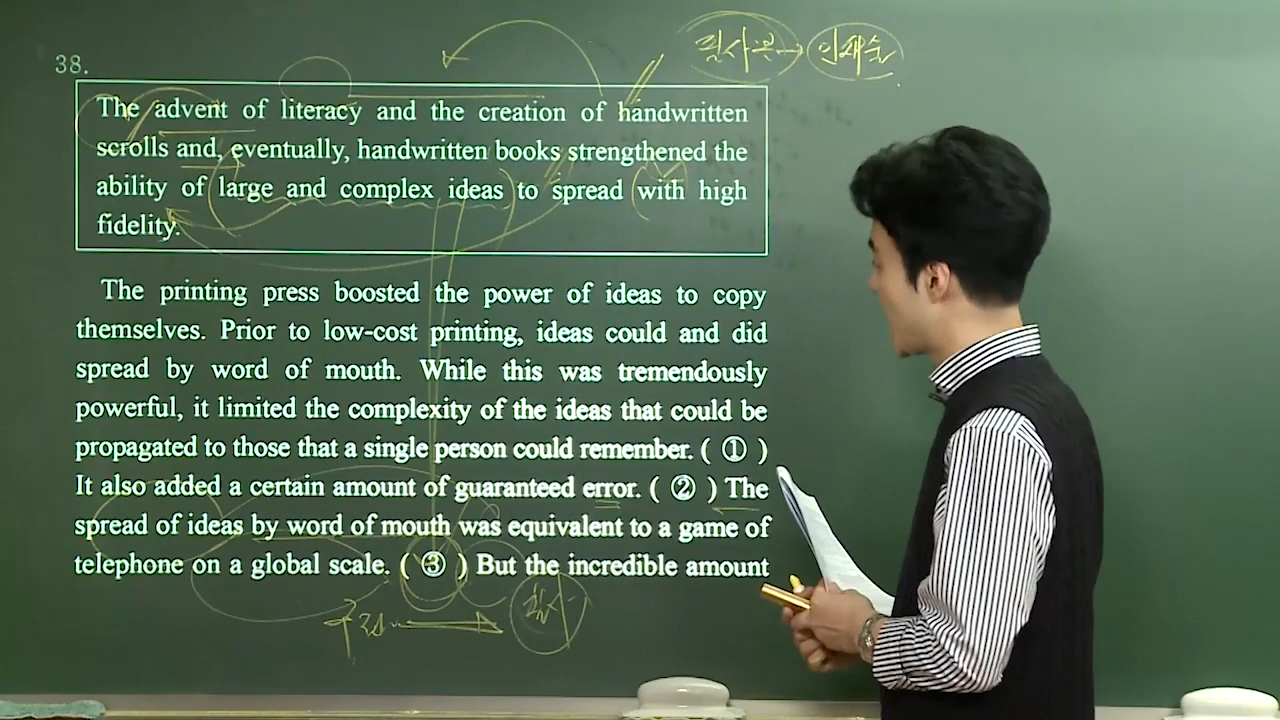 38.
필사본 → 인쇄술
The advent of literacy and the creation of handwritten
scrolls and, eventually, handwritten books strengthened the
ability of large and complex ideas to spread with high
fidelity.
The printing press boosted the power of ideas to copy
themselves. Prior to low-cost printing, ideas could and did
spread by word of mouth. While this was tremendously
powerful, it limited the complexity of the ideas that could be
propagated to those that a single person could remember. ( ① )
It also added a certain amount of guaranteed error. ( ② ) The
spread of ideas by word of mouth was equivalent to a game of
telephone on a global scale. ( ③ ) But the incredible amount